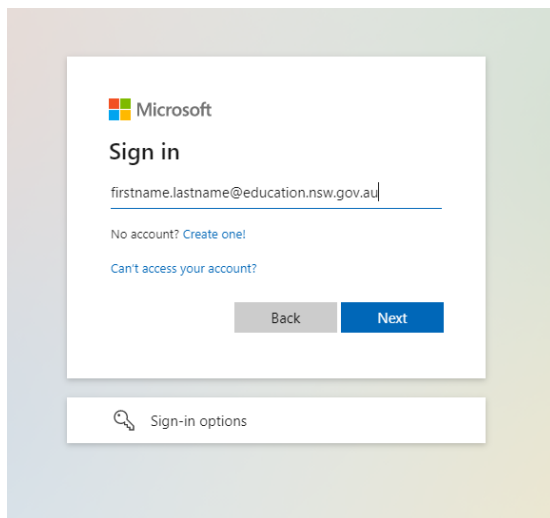 Microsoft
Sign in
firstname.lastname@education.nsw.gov.au
No account? Create one!
Can't access your account?
Back Next
Sign-in options